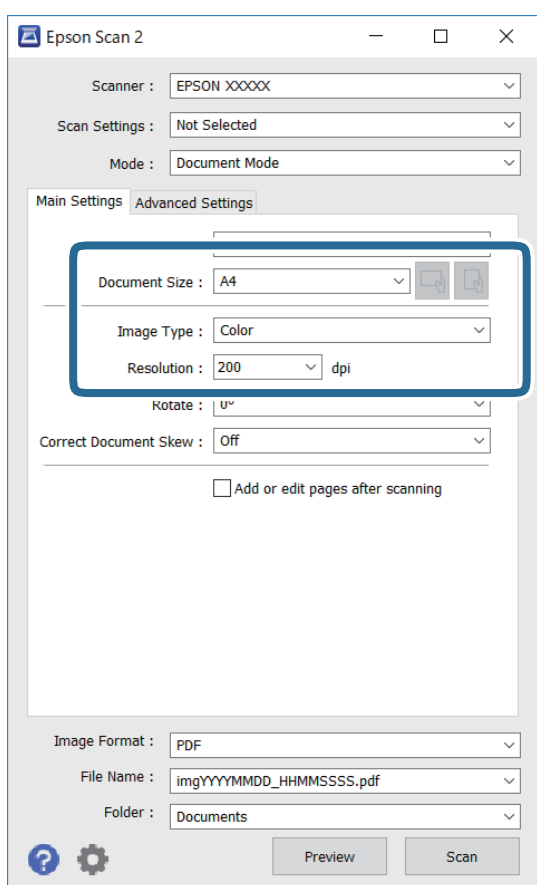 Epson Scan 2
Scanner : EPSON XXXXX
Scan Settings : Not Selected
Mode : Document Mode
Main Settings Advanced Settings
Document Size : A4
Image Type : Color
Resolution : 200 dpi
Rotate : 0°
Correct Document Skew : Off
Add or edit pages after scanning
Image Format : PDF
File Name : imgYYYYMMDD_HHMMSSSS.pdf
Folder : Documents
? Preview Scan